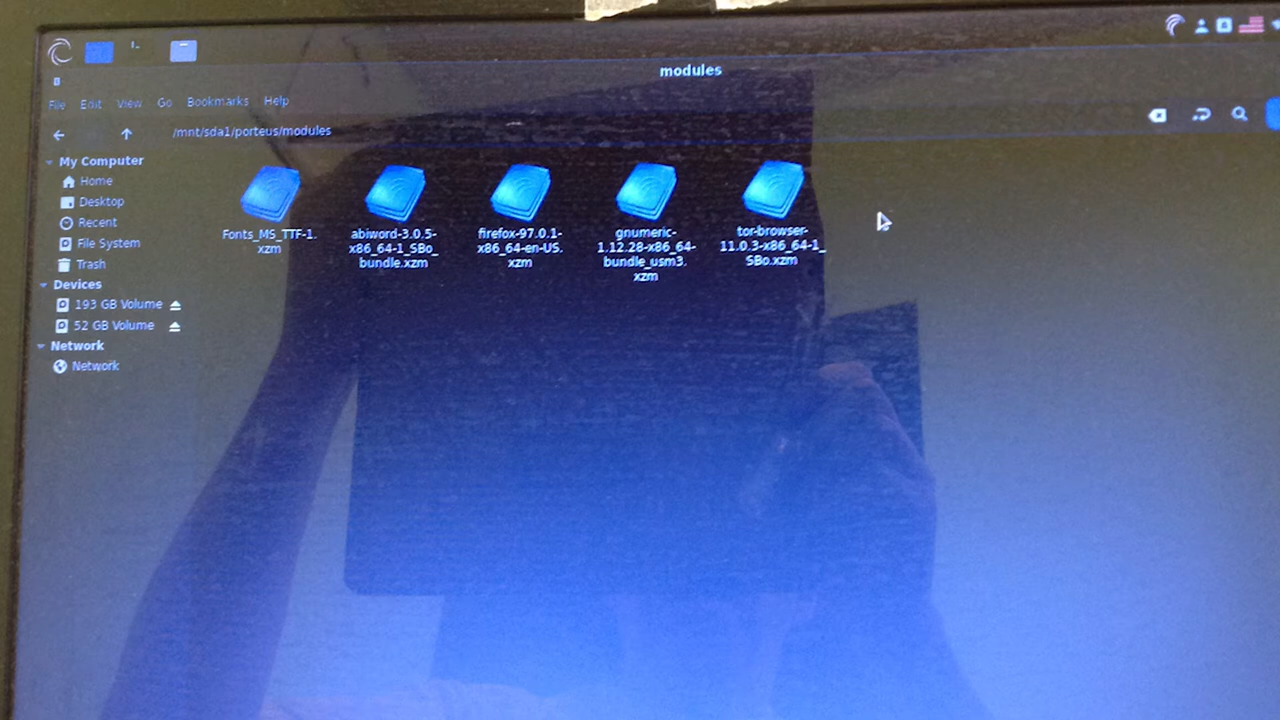 modules
File Edit View Go Bookmarks Help
/mnt/sda1/porteus/modules
My Computer
Home
Desktop
Recent
File System
Trash
Devices
193 GB Volume
52 GB Volume
Network
Network
Fonts_MS_TTF-1.
xzm
abiword-3.0.5-
x86_64-1_SBo_
bundle.xzm
firefox-97.0.1-
x86_64-en-US.
xzm
gnumeric-
1.12.28-x86_64-
bundle_usm3.
xzm
tor-browser-
11.0.3-x86_64-1_
SBo.xzm